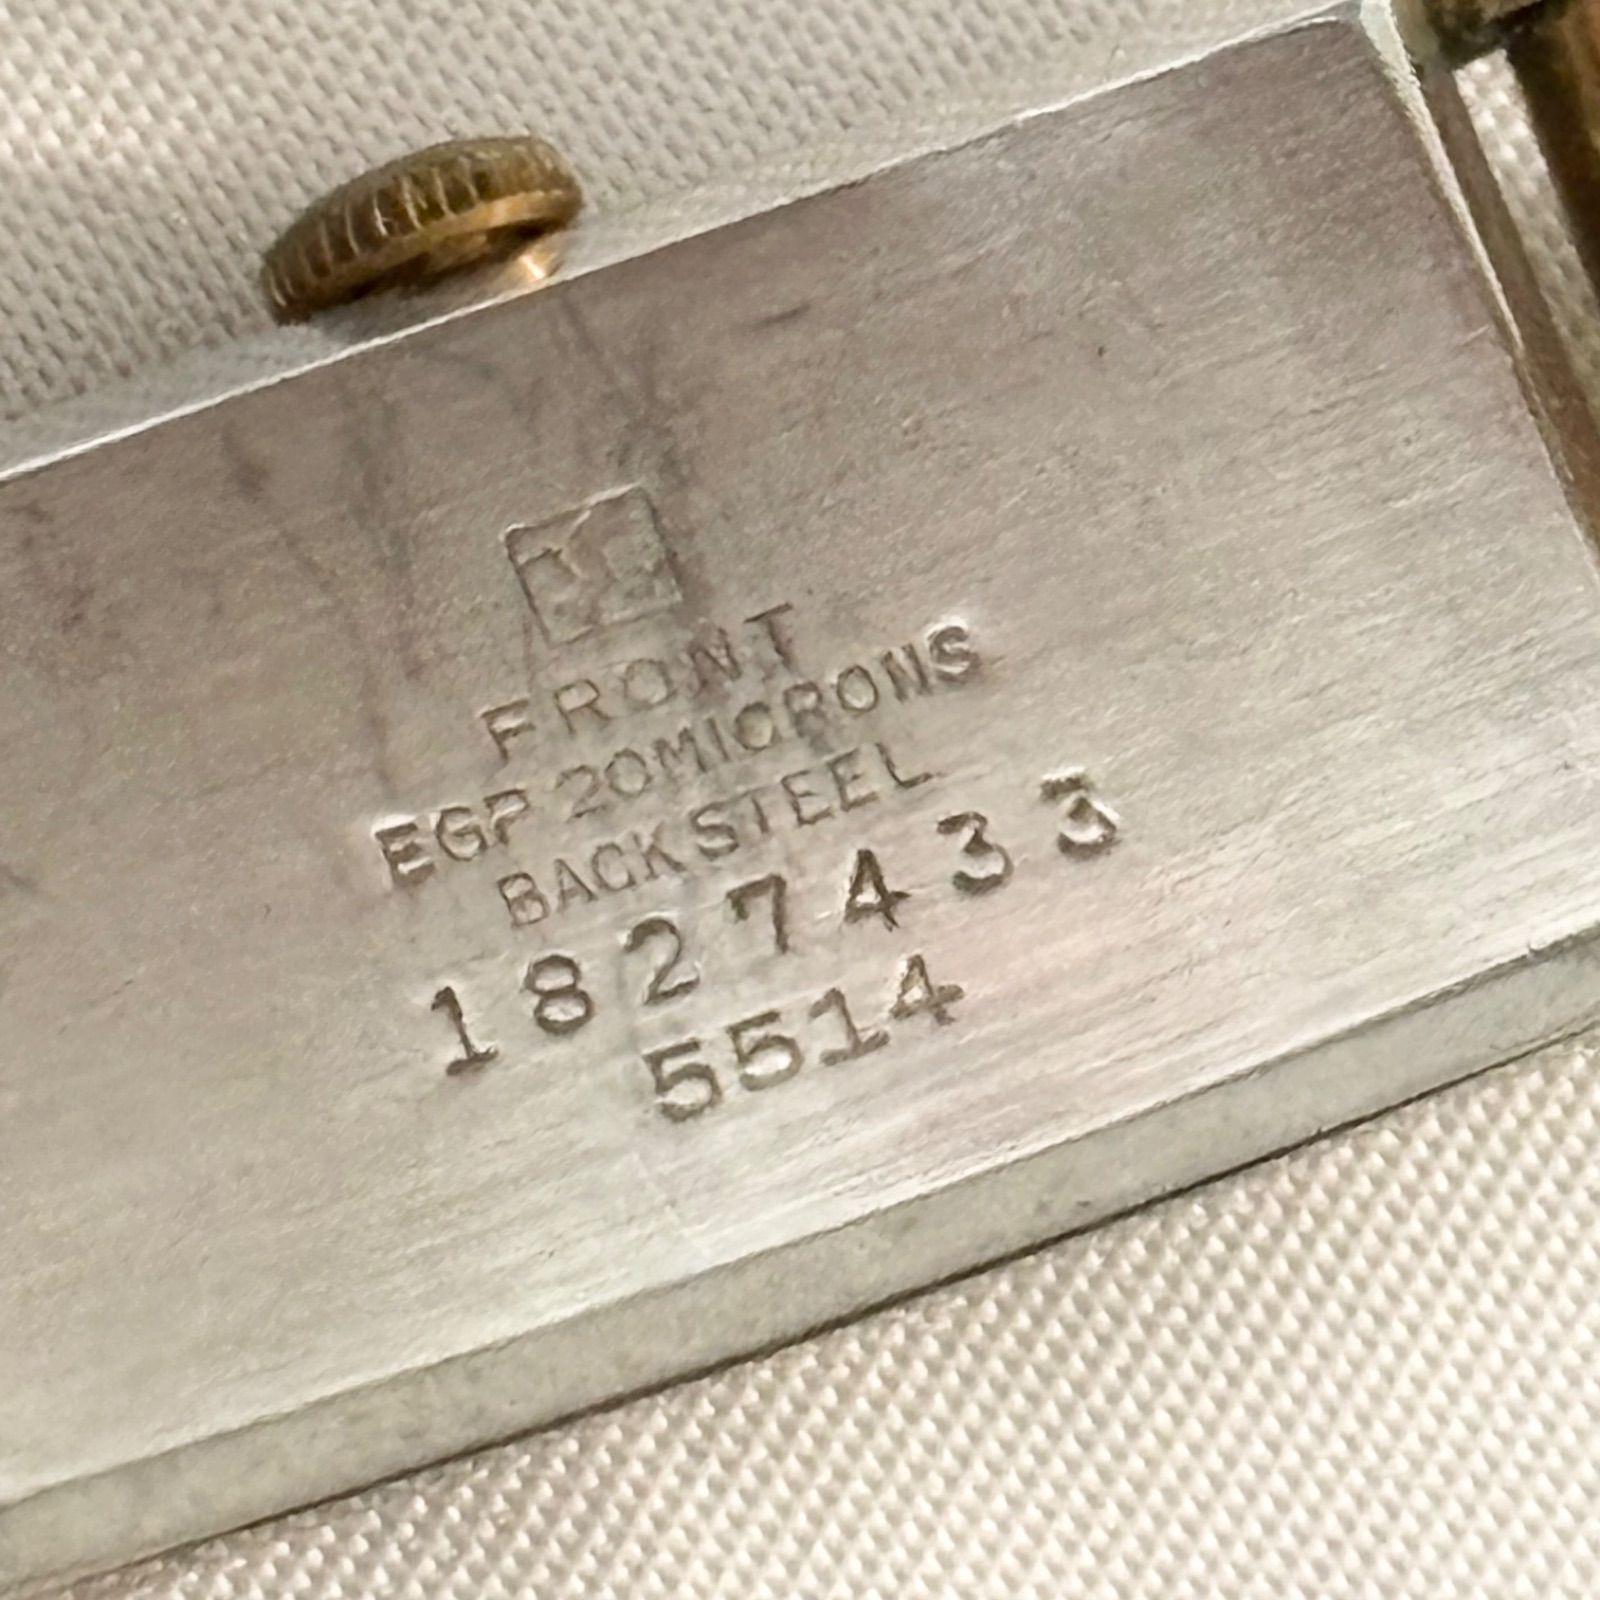 FRONT
EGP 20MICRONS
BACK STEEL
1827433
5514